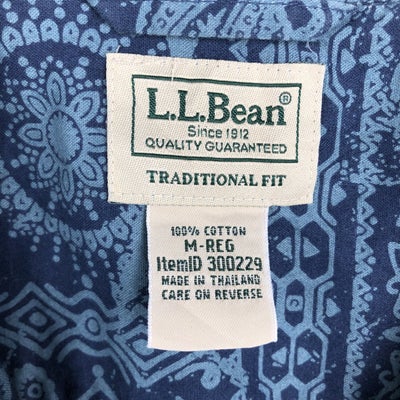 L.L.Bean®
Since 1912
QUALITY GUARANTEED
TRADITIONAL FIT
100% COTTON
M-REG
ItemID 300229
MADE IN THAILAND
CARE ON REVERSE